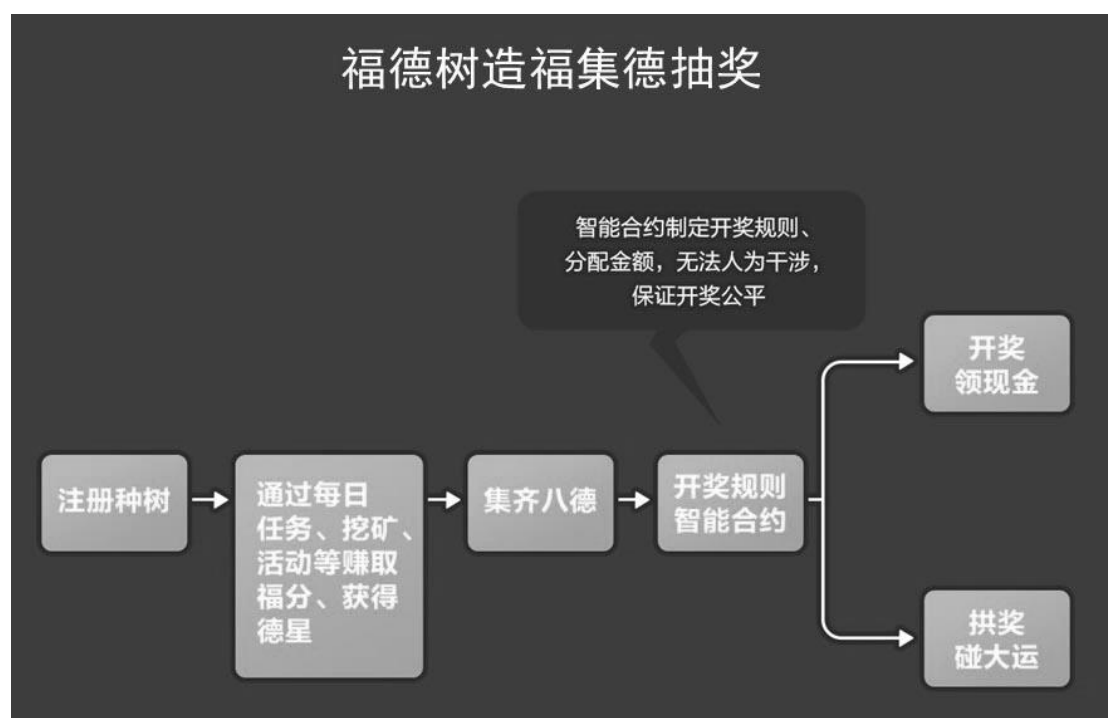 福德树造福集德抽奖
智能合约制定开奖规则、
分配金额，无法人为干涉，
保证开奖公平
注册种树
通过每日
任务、挖矿、
活动等赚取
福分、获得
德星
集齐八德
开奖规则
智能合约
开奖
领现金
拱奖
碰大运